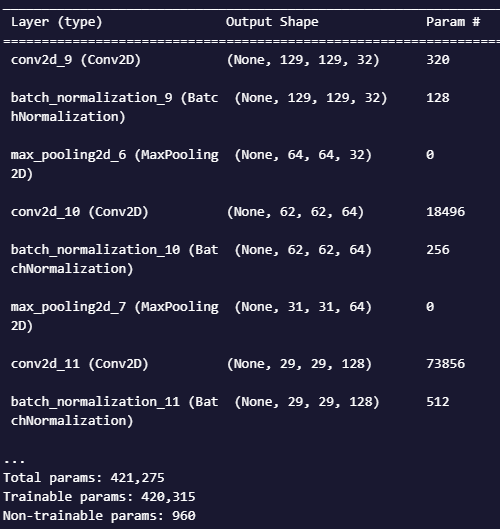 Layer (type) Output Shape Param #
================================================================
conv2d_9 (Conv2D) (None, 129, 129, 32) 320
batch_normalization_9 (Batc (None, 129, 129, 32) 128
hNormalization)
max_pooling2d_6 (MaxPooling (None, 64, 64, 32) 0
2D)
conv2d_10 (Conv2D) (None, 62, 62, 64) 18496
batch_normalization_10 (Bat (None, 62, 62, 64) 256
chNormalization)
max_pooling2d_7 (MaxPooling (None, 31, 31, 64) 0
2D)
conv2d_11 (Conv2D) (None, 29, 29, 128) 73856
batch_normalization_11 (Bat (None, 29, 29, 128) 512
chNormalization)
...
Total params: 421,275
Trainable params: 420,315
Non-trainable params: 960